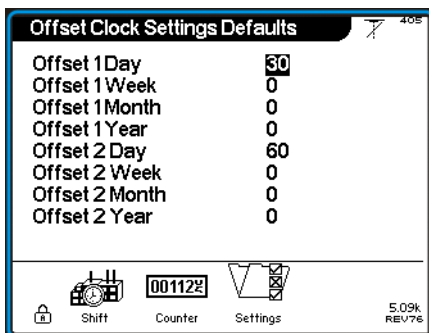 Offset Clock Settings Defaults
405
Offset 1 Day 30
Offset 1 Week 0
Offset 1 Month 0
Offset 1 Year 0
Offset 2 Day 60
Offset 2 Week 0
Offset 2 Month 0
Offset 2 Year 0
00112
Shift Counter Settings
5.09k
REV76